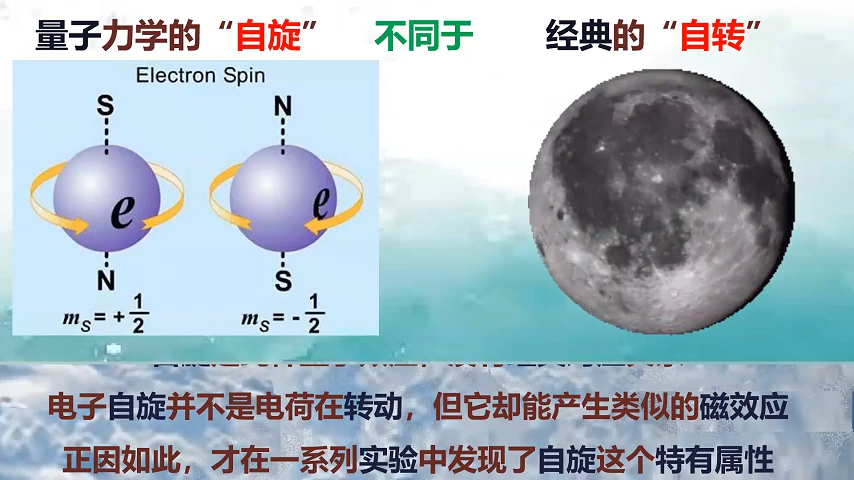 量子力学的“自旋” 不同于 经典的“自转”
Electron Spin
S N
e e
N S
mS = + 1/2 mS = - 1/2
电子自旋并不是电荷在转动，但它却能产生类似的磁效应
正因如此，才在一系列实验中发现了自旋这个特有属性